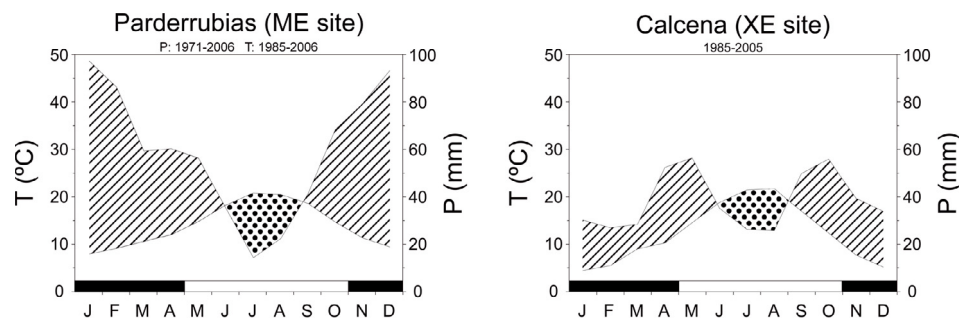 Parderrubias (ME site)
P: 1971-2006 T: 1985-2006
T (ºC)
50
40
30
20
10
0
100
80
60
40
20
0
P (mm)
J F M A M J J A S O N D
Calcena (XE site)
1985-2005
T (ºC)
50
40
30
20
10
0
100
80
60
40
20
0
P (mm)
J F M A M J J A S O N D